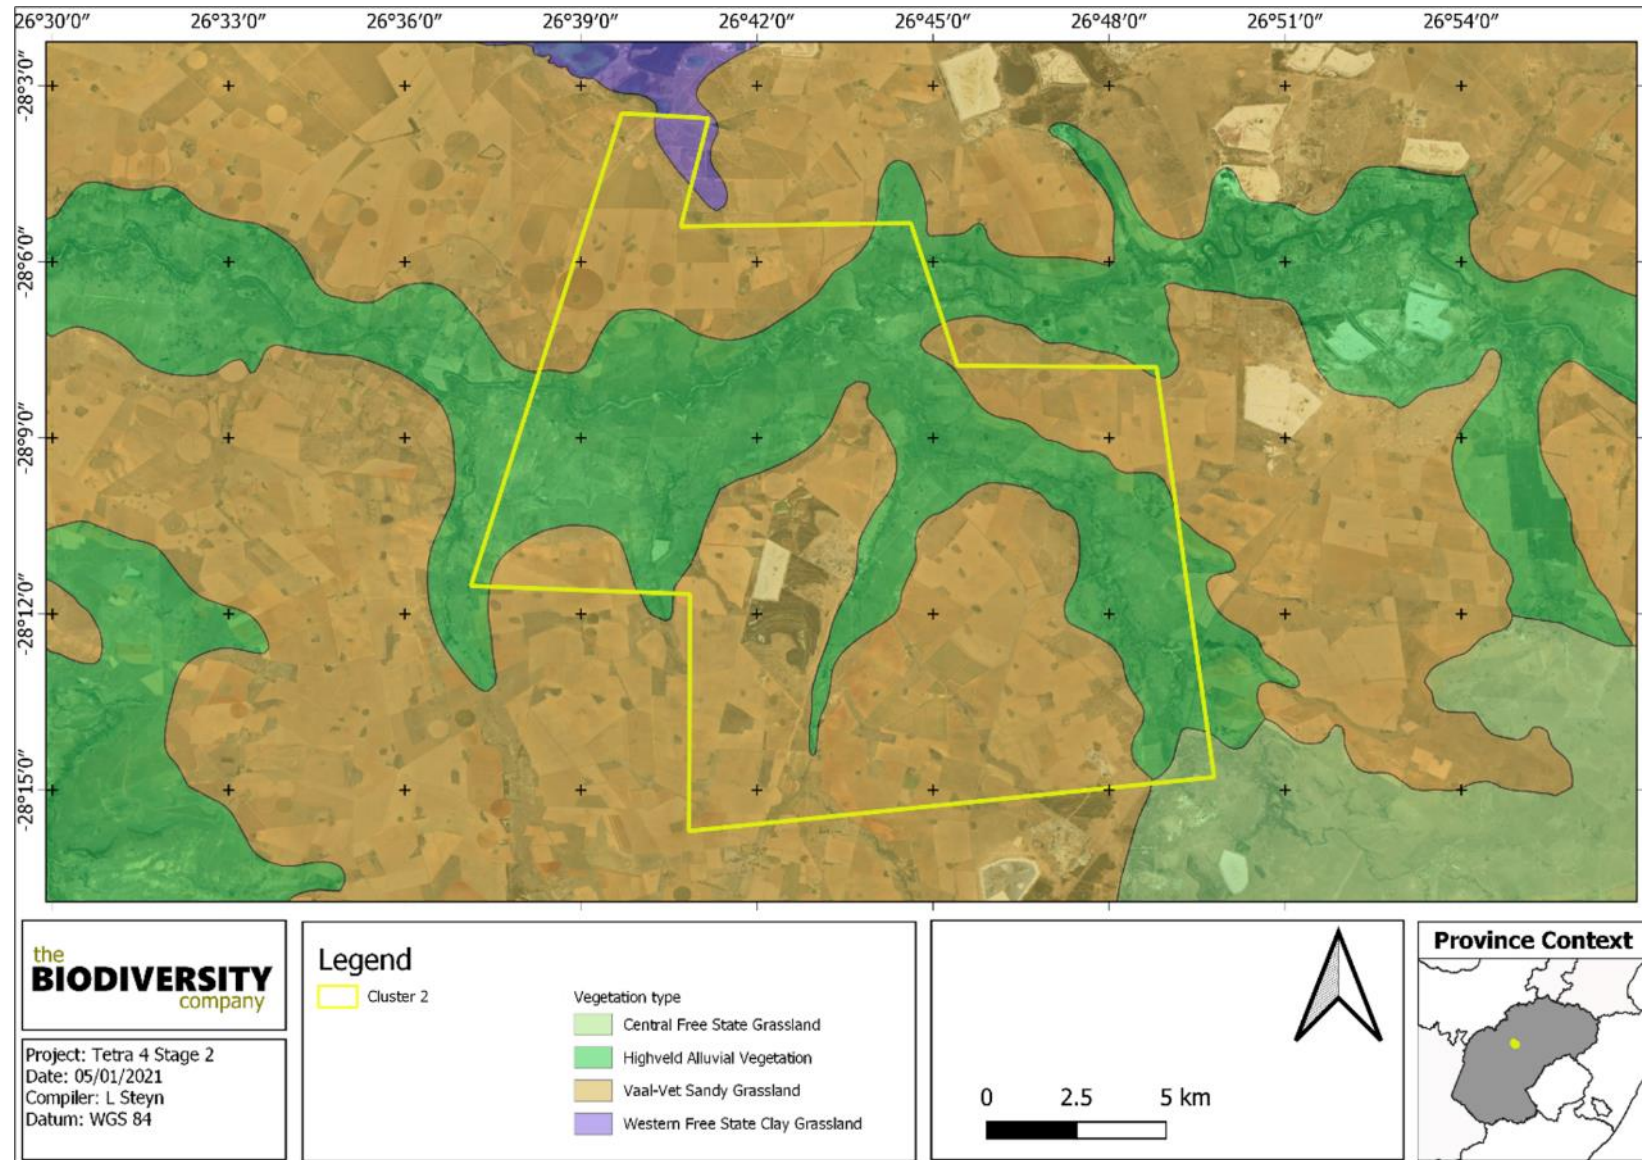 26°30′0″ 26°33′0″ 26°36′0″ 26°39′0″ 26°42′0″ 26°45′0″ 26°48′0″ 26°51′0″ 26°54′0″
-28°3′0″
-28°6′0″
-28°9′0″
-28°12′0″
-28°15′0″
the
BIODIVERSITY
company
Project: Tetra 4 Stage 2
Date: 05/01/2021
Compiler: L Steyn
Datum: WGS 84
Legend
Cluster 2
Vegetation type
Central Free State Grassland
Highveld Alluvial Vegetation
Vaal-Vet Sandy Grassland
Western Free State Clay Grassland
0 2.5 5 km
Province Context